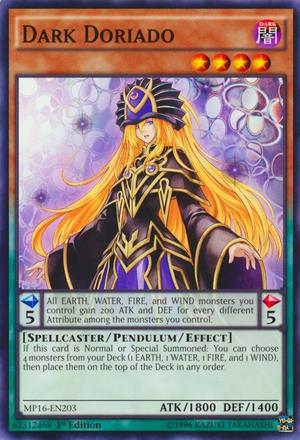 DARK DORIADO
DARK
闇
All EARTH, WATER, FIRE, and WIND monsters you
control gain 200 ATK and DEF for every different
Attribute among the monsters you control.
5
5
[SPELLCASTER/PENDULUM/EFFECT]
If this card is Normal or Special Summoned: You can choose
4 monsters from your Deck (1 EARTH, 1 WATER, 1 FIRE, and 1 WIND),
then place them on the top of the Deck in any order.
MP16-EN203
ATK/1800 DEF/1400
62312469 1st Edition
©1996 KAZUKI TAKAHASHI